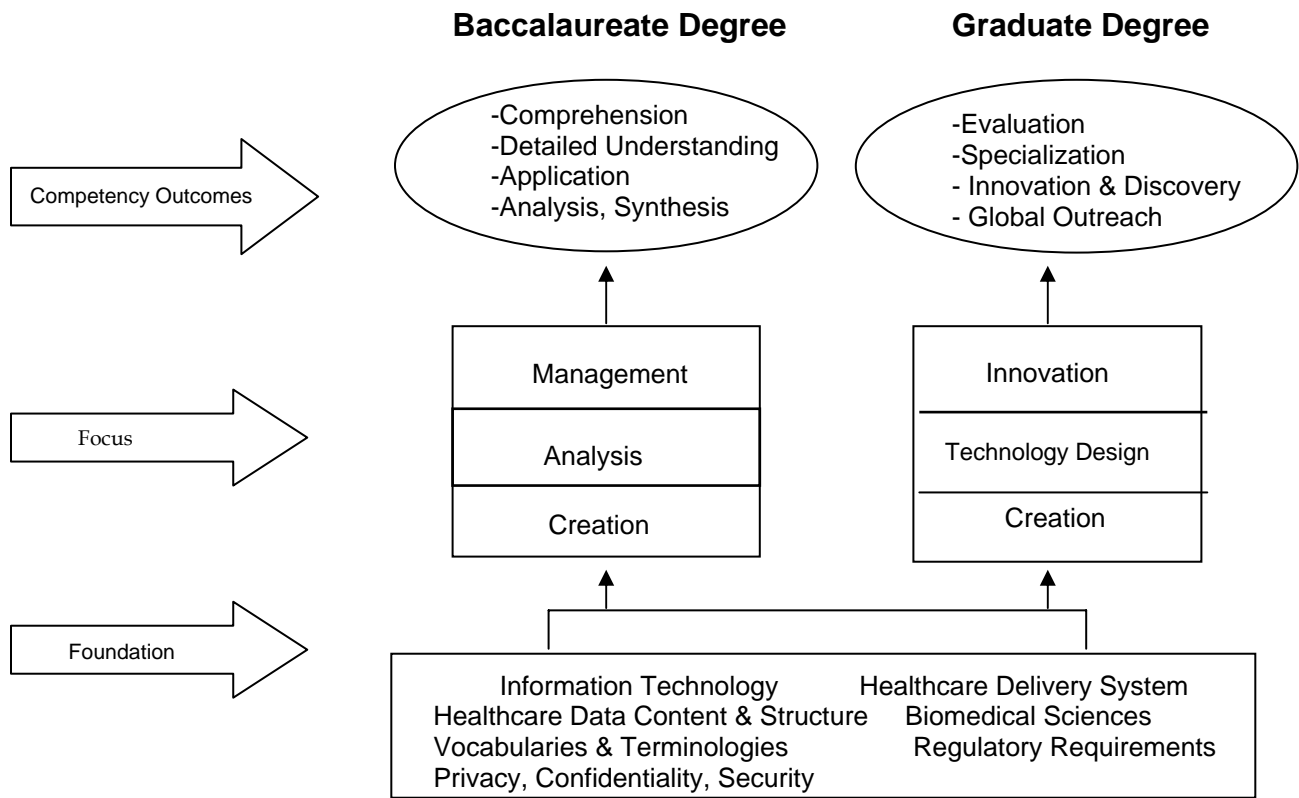 Baccalaureate Degree Graduate Degree
-Comprehension
-Detailed Understanding
-Application
-Analysis, Synthesis
-Evaluation
-Specialization
- Innovation & Discovery
- Global Outreach
Competency Outcomes
Management
Analysis
Creation
Innovation
Technology Design
Creation
Focus
Foundation
Information Technology Healthcare Delivery System
Healthcare Data Content & Structure Biomedical Sciences
Vocabularies & Terminologies Regulatory Requirements
Privacy, Confidentiality, Security